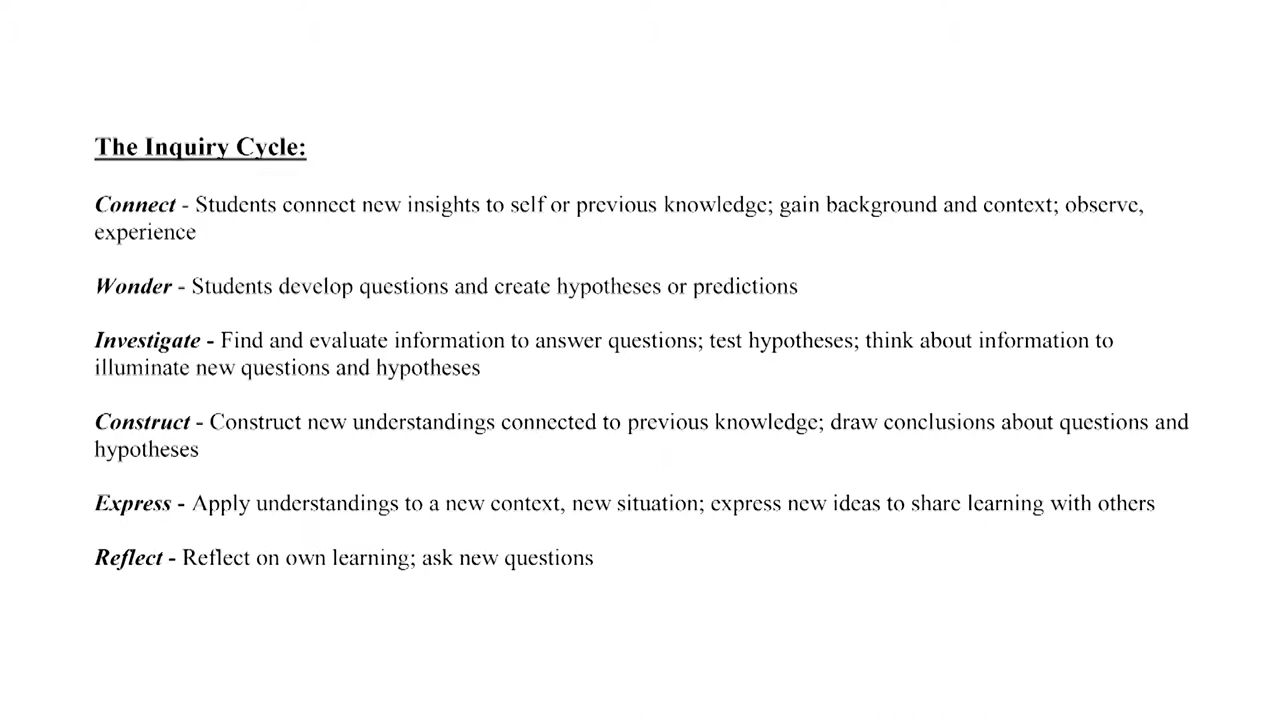 The Inquiry Cycle:
Connect - Students connect new insights to self or previous knowledge; gain background and context; observe,
experience
Wonder - Students develop questions and create hypotheses or predictions
Investigate - Find and evaluate information to answer questions; test hypotheses; think about information to
illuminate new questions and hypotheses
Construct - Construct new understandings connected to previous knowledge; draw conclusions about questions and
hypotheses
Express - Apply understandings to a new context, new situation; express new ideas to share learning with others
Reflect - Reflect on own learning; ask new questions